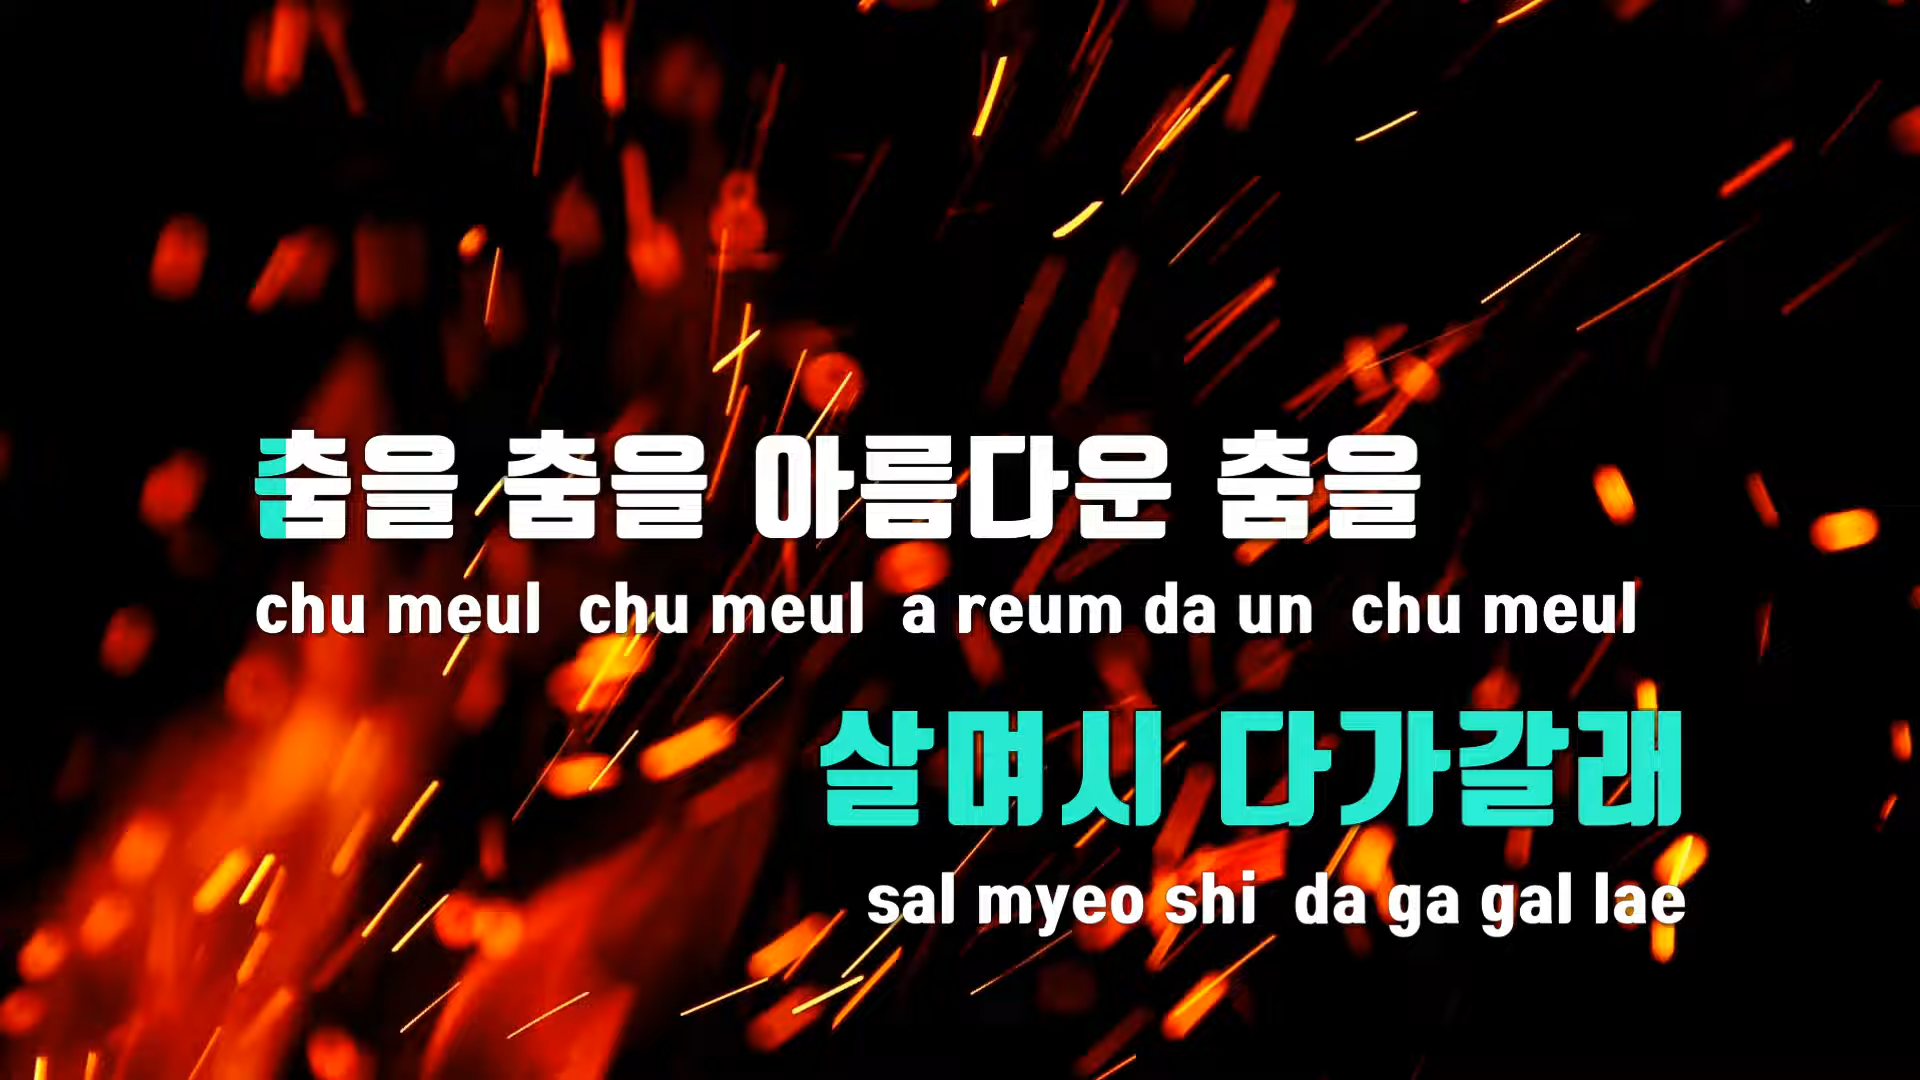 춤을 춤을 아름다운 춤을
chu meul chu meul a reum da un chu meul
살며시 다가갈래
sal myeo shi da ga gal lae